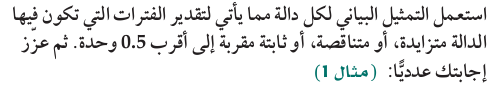 استعمل التمثيل البياني لكل دالة مما يأتي لتقدير الفترات التي تكون فيها
الدالة متزايدة، أو متناقصة، أو ثابتة مقربة إلى أقرب 0.5 وحدة. ثم عزّز
إجابتك عدديًّا: (مثال 1)